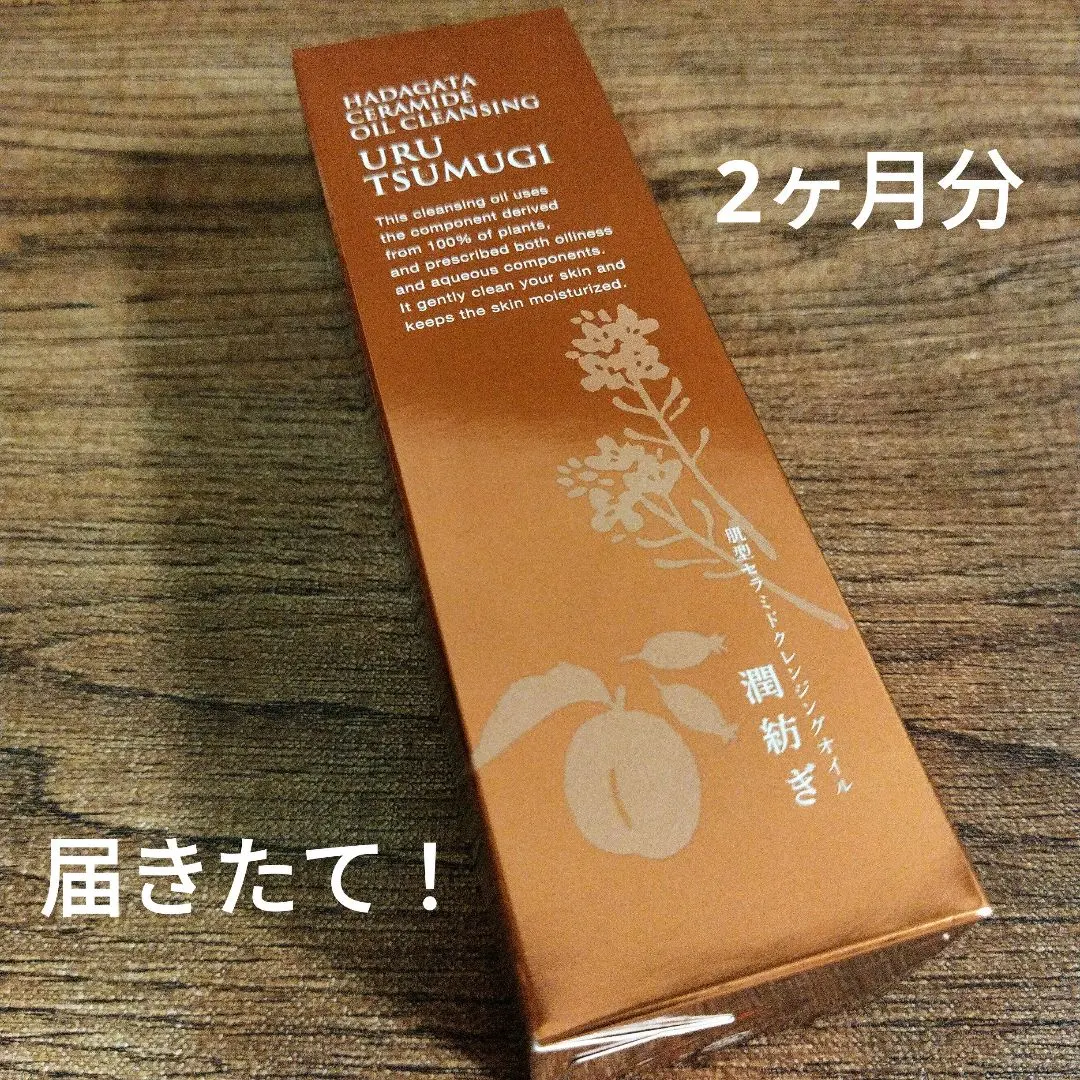 HADAGATA
CERAMIDE
OIL CLEANSING
URU
TSUMUGI
This cleansing oil uses
the component derived
from 100% of plants,
and prescribed both oiliness
and aqueous components.
It gently clean your skin and
keeps the skin moisturized.
2ヶ月分
肌型セラミドクレンジングオイル
潤紡ぎ
届きたて！